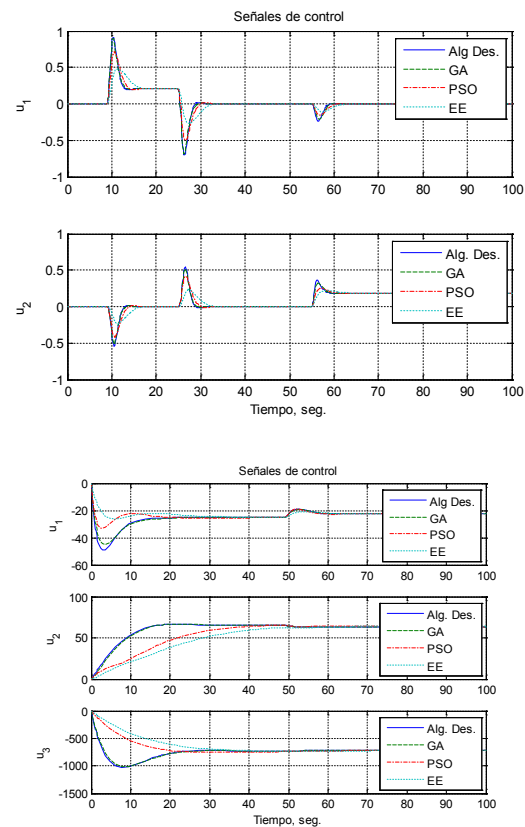 Señales de control
1
0.5
0
-0.5
-1
u1
0 10 20 30 40 50 60 70 80 90 100
Alg Des.
GA
PSO
EE
1
0.5
0
-0.5
-1
u2
0 10 20 30 40 50 60 70 80 90 100
Tiempo, seg.
Alg. Des.
GA
PSO
EE
Señales de control
0
-20
-40
-60
u1
0 10 20 30 40 50 60 70 80 90 100
Alg Des.
GA
PSO
EE
100
50
0
u2
0 10 20 30 40 50 60 70 80 90 100
Alg Des.
GA
PSO
EE
0
-500
-1000
-1500
u3
0 10 20 30 40 50 60 70 80 90 100
Tiempo, seg.
Alg Des.
GA
PSO
EE